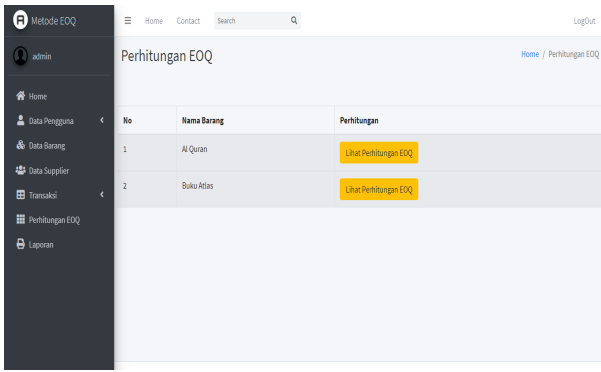 A Metode EOQ
Home Contact Search LogOut
admin
Perhitungan EOQ
Home / Perhitungan EOQ
Home
Data Pengguna
Data Barang
Data Supplier
Transaksi
Perhitungan EOQ
Laporan
No Nama Barang Perhitungan
1 Al Quran Lihat Perhitungan EOQ
2 Buku Atlas Lihat Perhitungan EOQ